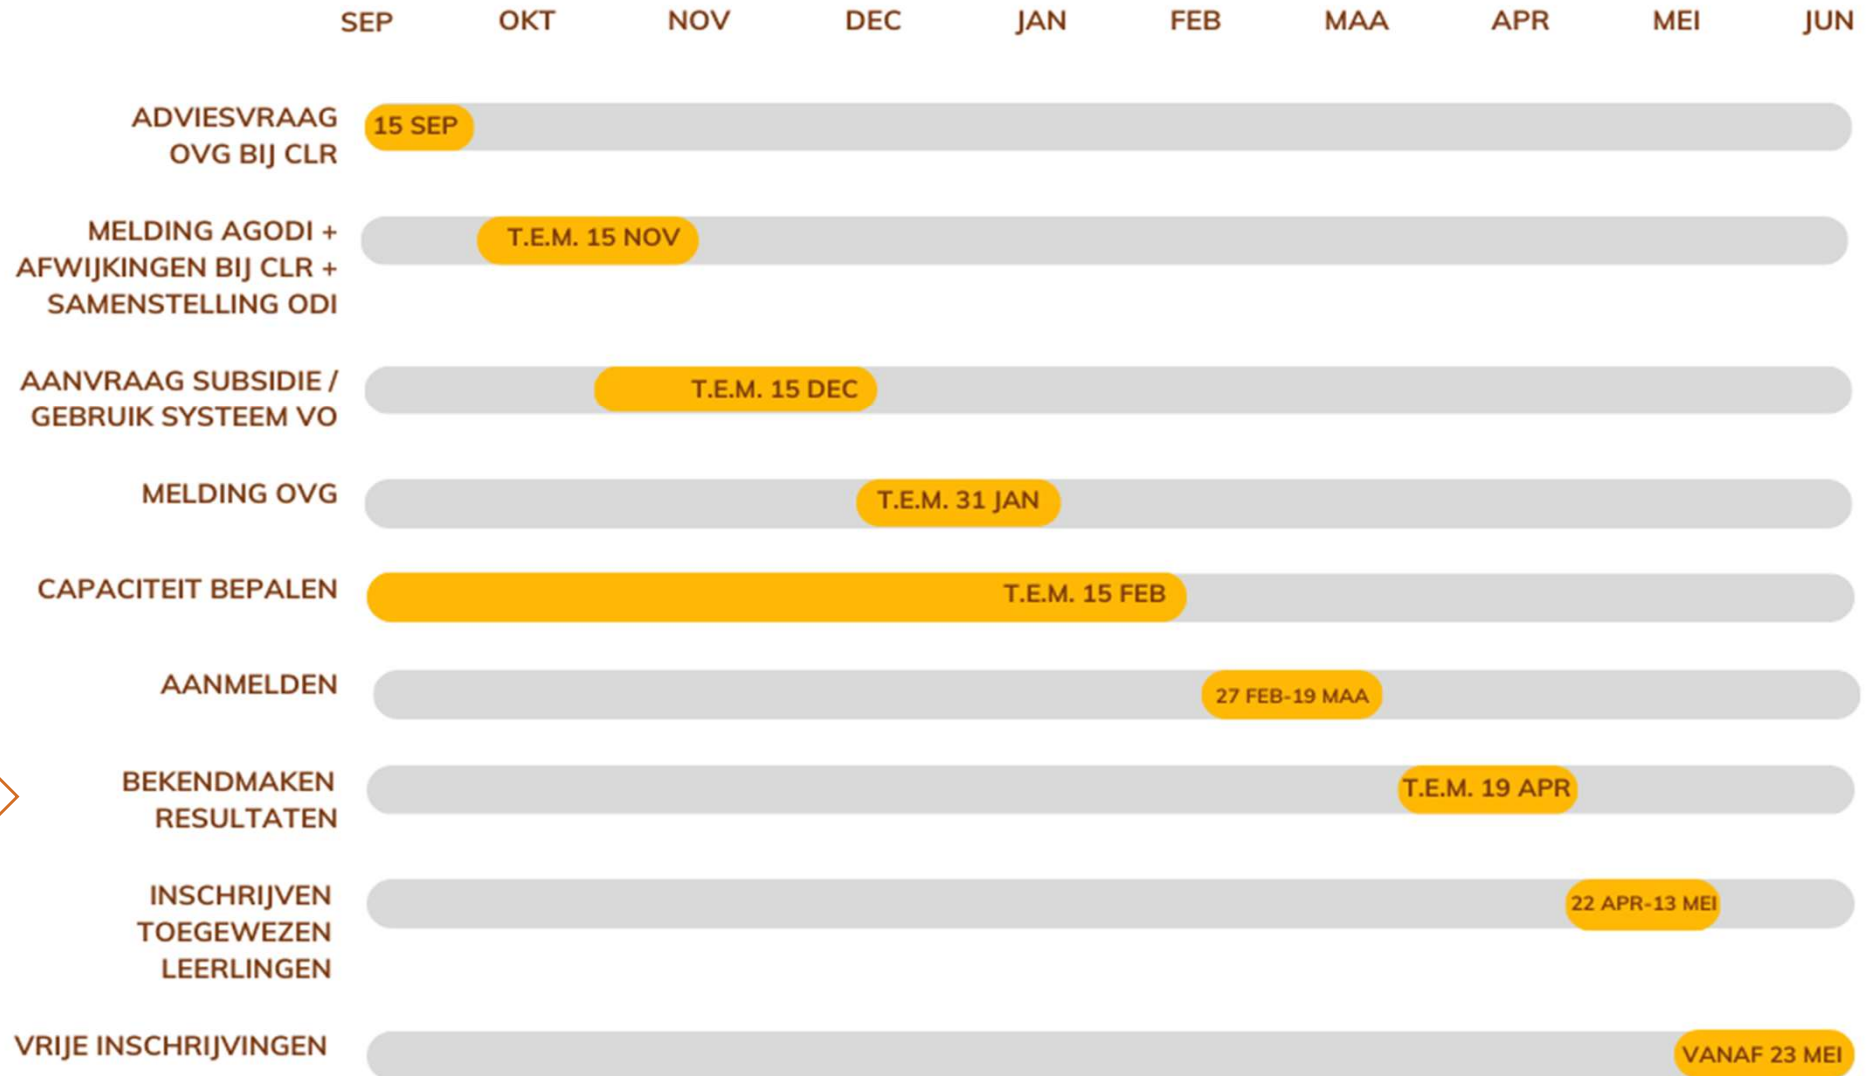 SEP OKT NOV DEC JAN FEB MAA APR MEI JUN
ADVIESVRAAG
OVG BIJ CLR
15 SEP
MELDING AGODI +
AFWIJKINGEN BIJ CLR +
SAMENSTELLING ODI
T.E.M. 15 NOV
AANVRAAG SUBSIDIE /
GEBRUIK SYSTEEM VO
T.E.M. 15 DEC
MELDING OVG
T.E.M. 31 JAN
CAPACITEIT BEPALEN
T.E.M. 15 FEB
AANMELDEN
27 FEB-19 MAA
BEKENDMAKEN
RESULTATEN
T.E.M. 19 APR
INSCHRIJVEN
TOEGEWEZEN
LEERLINGEN
22 APR-13 MEI
VRIJE INSCHRIJVINGEN
VANAF 23 MEI